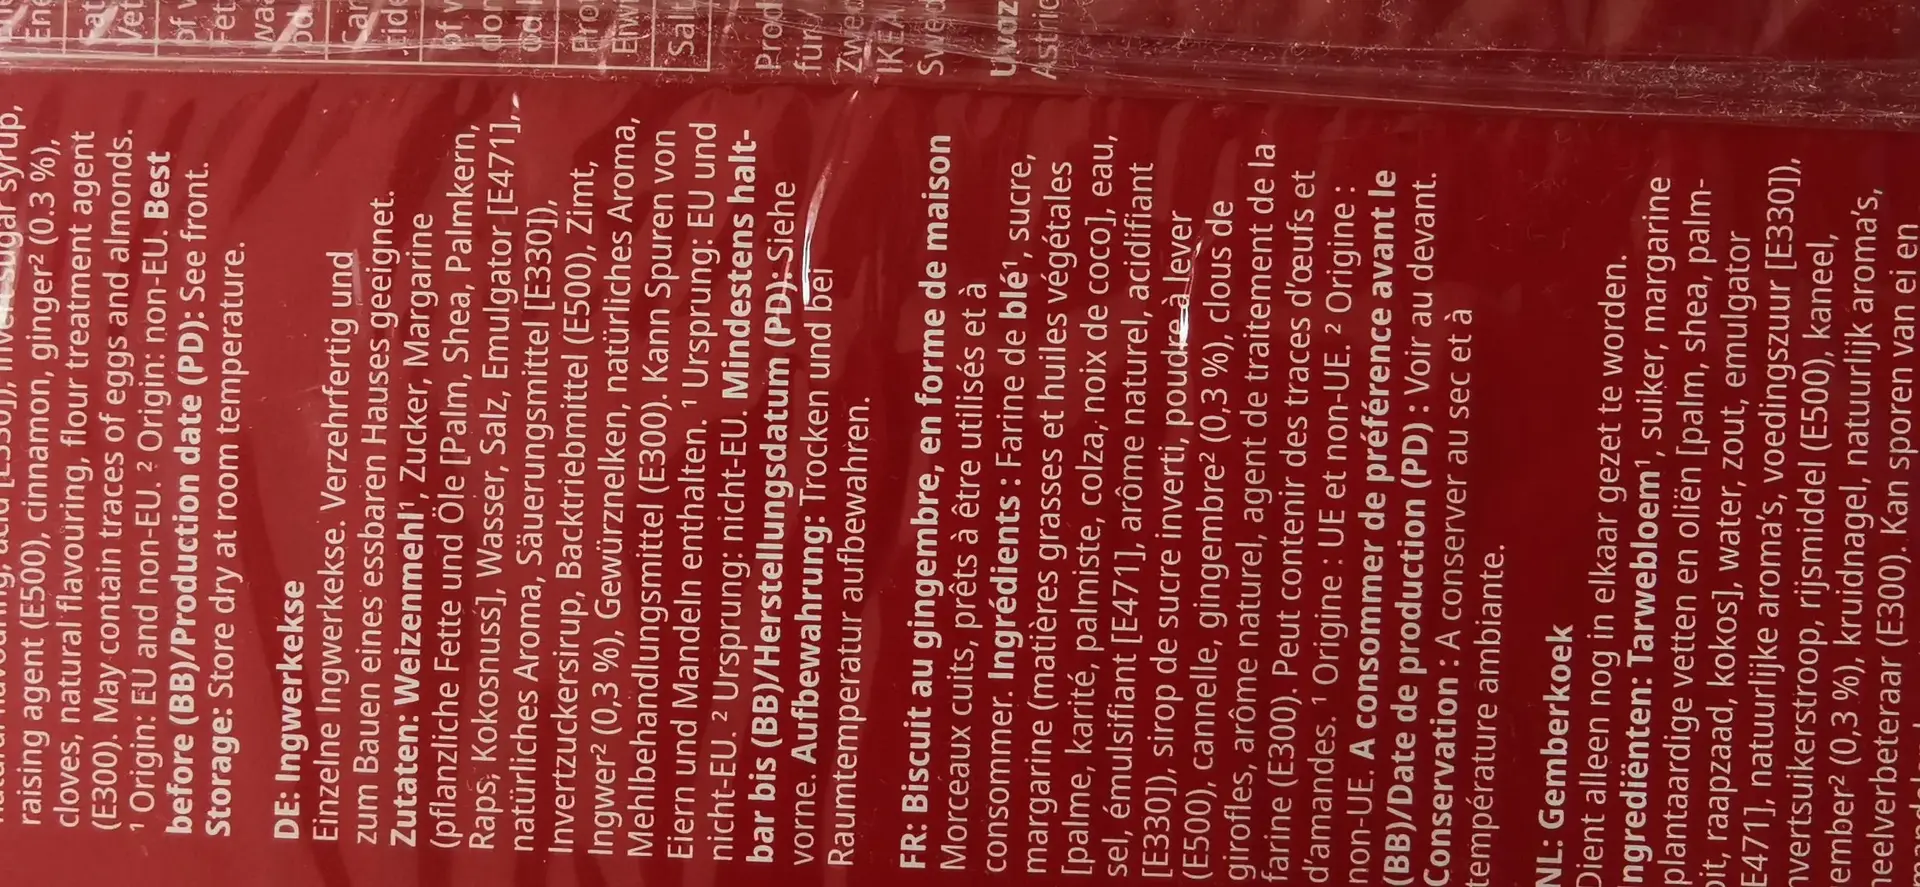 raising agent (E500), cinnamon, ginger² (0.3 %),
cloves, natural flavouring, flour treatment agent
(E300). May contain traces of eggs and almonds.
¹ Origin: EU and non-EU. ² Origin: non-EU. Best
before (BB)/Production date (PD): See front.
Storage: Store dry at room temperature.
DE: Ingwerkekse
Einzelne Ingwerkekse. Verzehrfertig und
zum Bauen eines essbaren Hauses geeignet.
Zutaten: Weizenmehl¹, Zucker, Margarine
(pflanzliche Fette und Öle [Palm, Shea, Palmkern,
Raps, Kokosnuss], Wasser, Salz, Emulgator [E471],
natürliches Aroma, Säuerungsmittel [E330]),
Invertzuckersirup, Backtriebmittel (E500), Zimt,
Ingwer² (0,3 %), Gewürznelken, natürliches Aroma,
Mehlbehandlungsmittel (E300). Kann Spuren von
Eiern und Mandeln enthalten. ¹ Ursprung: EU und
nicht-EU. ² Ursprung: nicht-EU. Mindestens halt-
bar bis (BB)/Herstellungsdatum (PD): Siehe
vorne. Aufbewahrung: Trocken und bei
Raumtemperatur aufbewahren.
FR. Biscuit au gingembre, en forme de maison
Morceaux cuits, prêts à être utilisés et à
consommer. Ingrédients : Farine de blé¹, sucre,
margarine (matières grasses et huiles végétales
[palme, karité, palmiste, colza, noix de coco], eau,
sel, émulsifiant [E471], arôme naturel, acidifiant
[E330]), sirop de sucre inverti, poudre à lever
(E500), cannelle, gingembre² (0,3 %), clous de
girofles, arôme naturel, agent de traitement de la
farine (E300). Peut contenir des traces d’œufs et
d’amandes. ¹ Origine : UE et non-UE. ² Origine :
non-UE. A consommer de préférence avant le
(BB)/Date de production (PD) : Voir au devant.
Conservation : A conserver au sec et à
température ambiante.
NL: Gemberkoek
Dient alleen nog in elkaar gezet te worden.
Ingrediënten: Tarwebloem¹, suiker, margarine
plantaardige vetten en oliën [palm, shea, palm-
pit, raapzaad, kokos], water, zout, emulgator
E471], natuurlijke aroma’s, voedingszuur [E330]),
nvertsuikerstroop, rijsmiddel (E500), kaneel,
ember² (0,3 %), kruidnagel, natuurlijk aroma’s,
neelverbeteraar (E300). Kan sporen van ei en